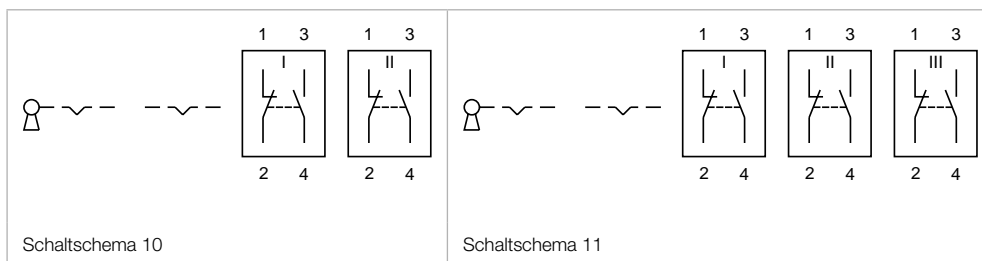 1 3 1 3
I II
2 4 2 4
Schaltschema 10
1 3 1 3 1 3
I II III
2 4 2 4 2 4
Schaltschema 11